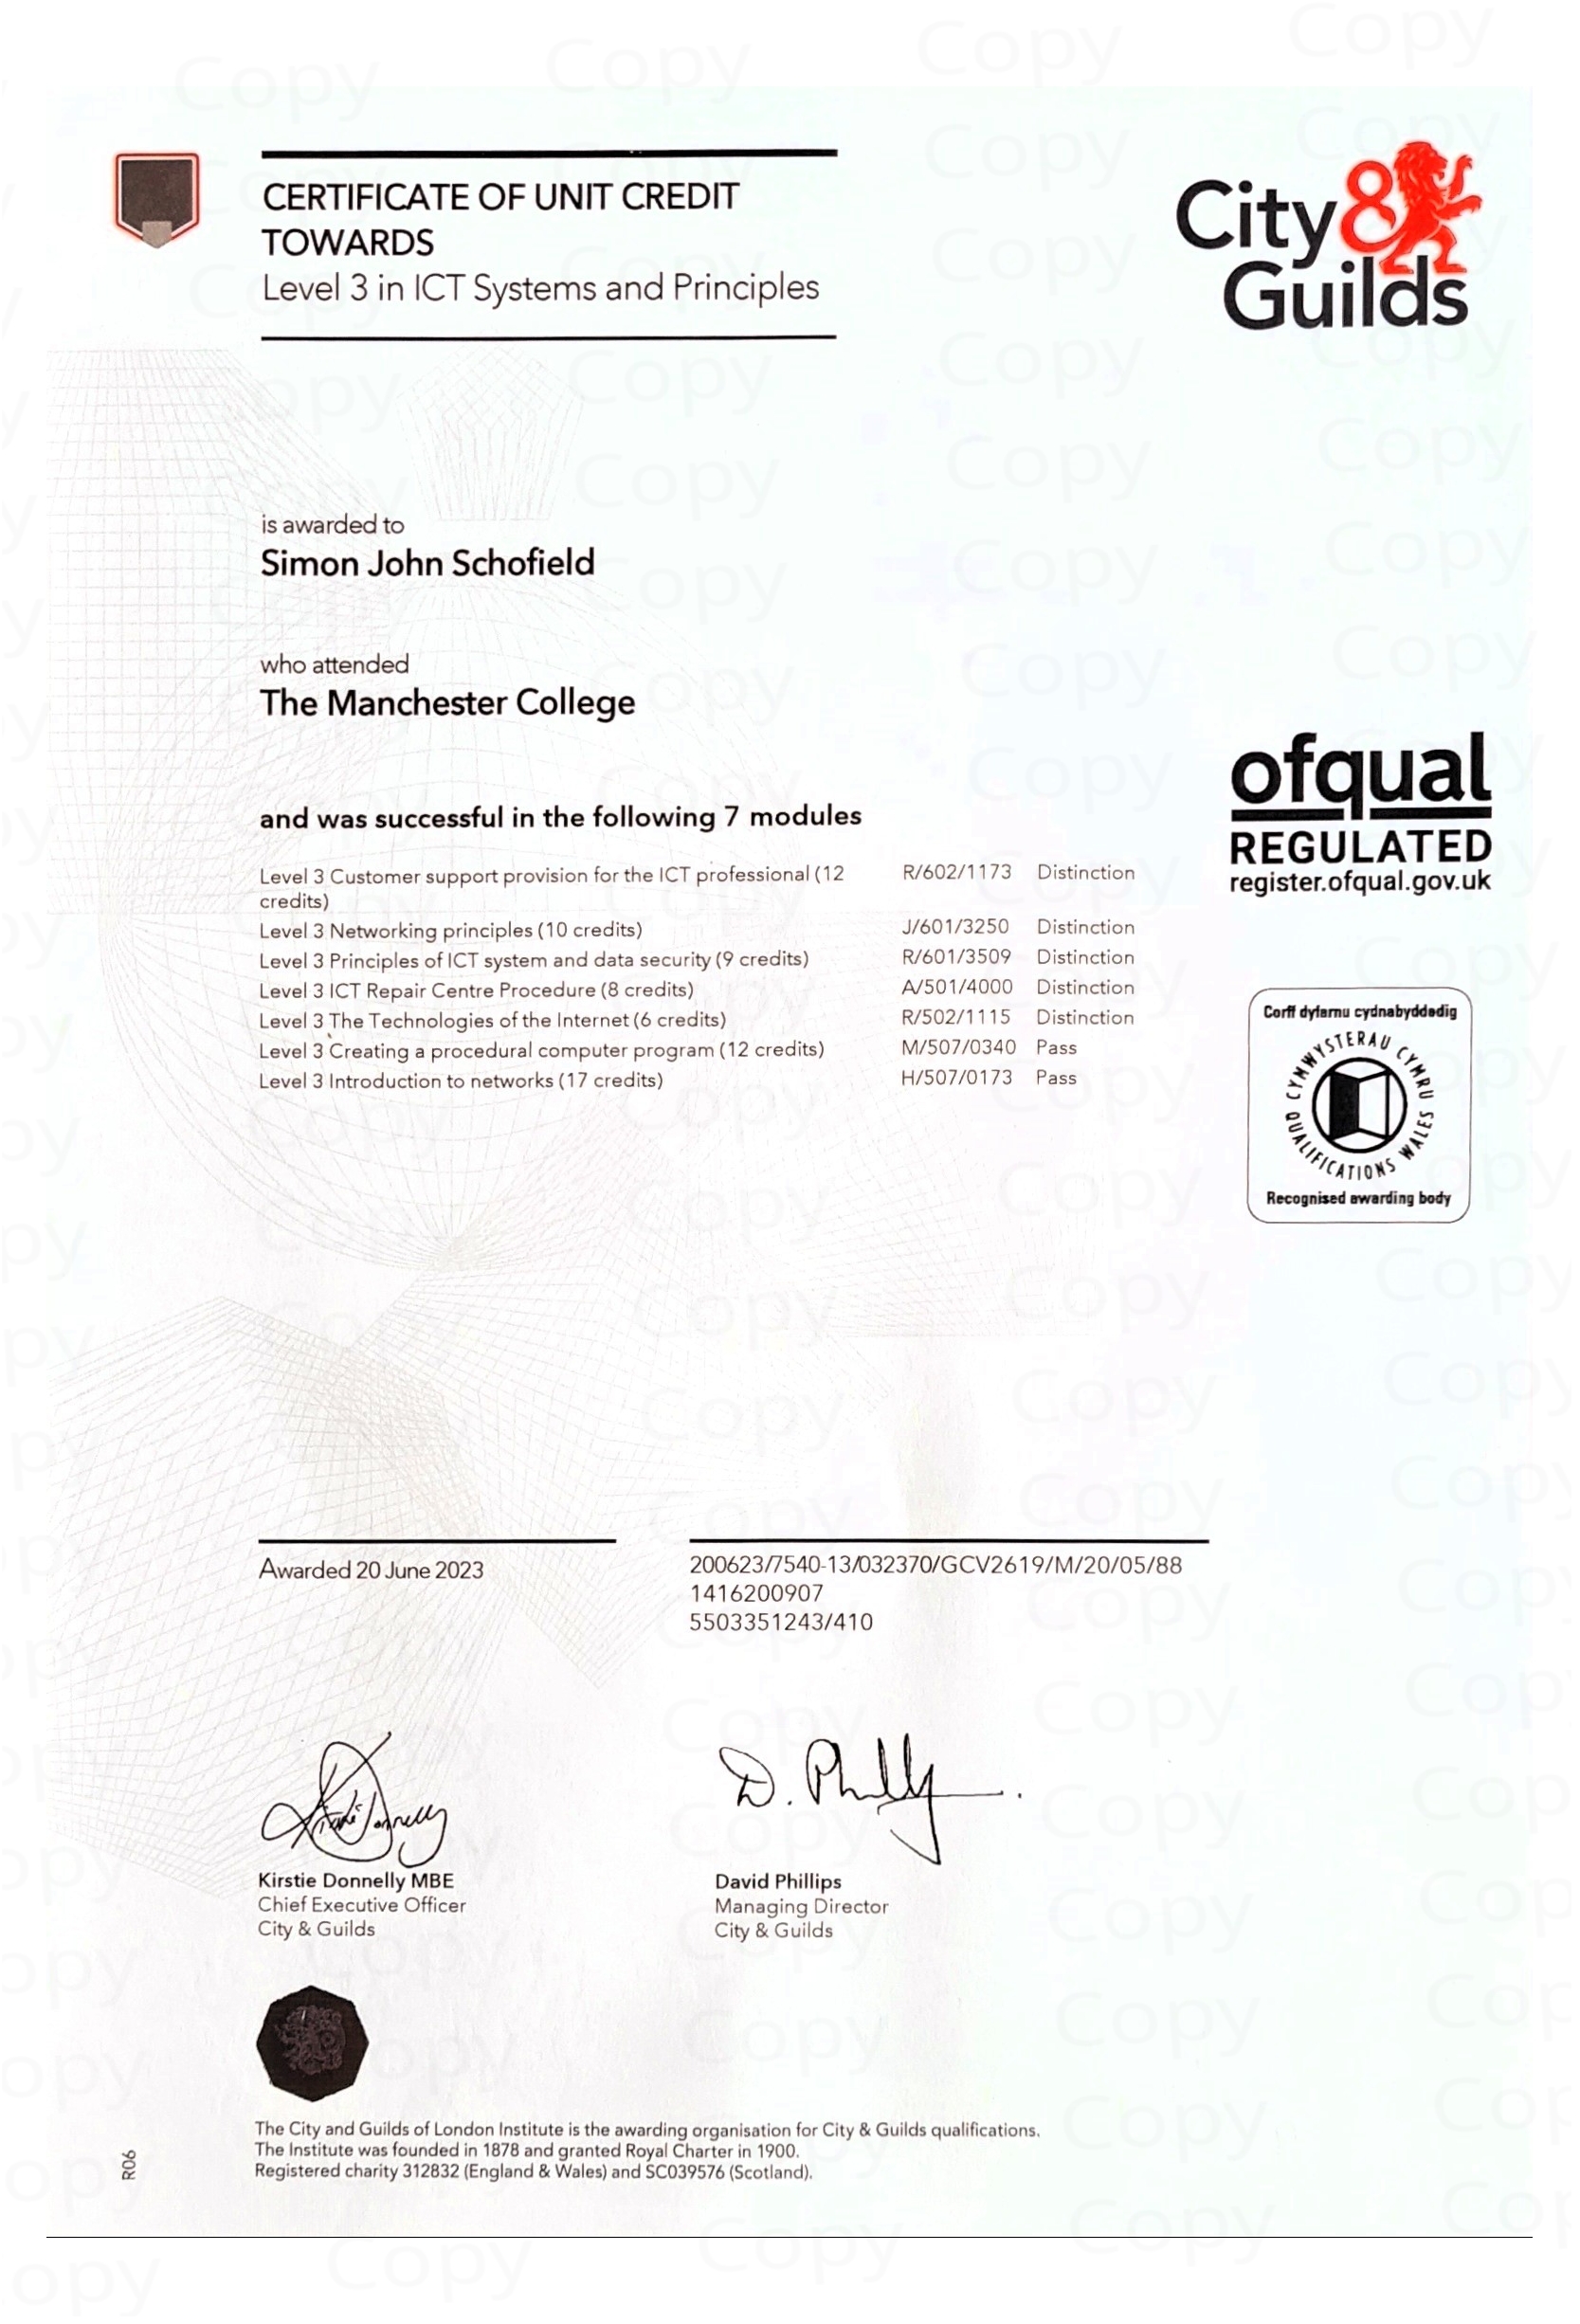 CERTIFICATE OF UNIT CREDIT
TOWARDS
Level 3 in ICT Systems and Principles
City &
Guilds
is awarded to
Simon John Schofield
who attended
The Manchester College
and was successful in the following 7 modules
Level 3 Customer support provision for the ICT professional (12 R/602/1173 Distinction
credits)
Level 3 Networking principles (10 credits) J/601/3250 Distinction
Level 3 Principles of ICT system and data security (9 credits) R/601/3509 Distinction
Level 3 ICT Repair Centre Procedure (8 credits) A/501/4000 Distinction
Level 3 The Technologies of the Internet (6 credits) R/502/1115 Distinction
Level 3 Creating a procedural computer program (12 credits) M/507/0340 Pass
Level 3 Introduction to networks (17 credits) H/507/0173 Pass
ofqual
REGULATED
register.ofqual.gov.uk
Corff dyfarnu cydnabyddedig
CYMWYSTERAU CYMRU
QUALIFICATIONS WALES
Recognised awarding body
Awarded 20 June 2023
200623/7540-13/032370/GCV2619/M/20/05/88
1416200907
5503351243/410
Kirstie Donnelly
D. Phillips
Kirstie Donnelly MBE
Chief Executive Officer
City & Guilds
David Phillips
Managing Director
City & Guilds
The City and Guilds of London Institute is the awarding organisation for City & Guilds qualifications.
The Institute was founded in 1878 and granted Royal Charter in 1900.
Registered charity 312832 (England & Wales) and SC039576 (Scotland).
R06
Copy